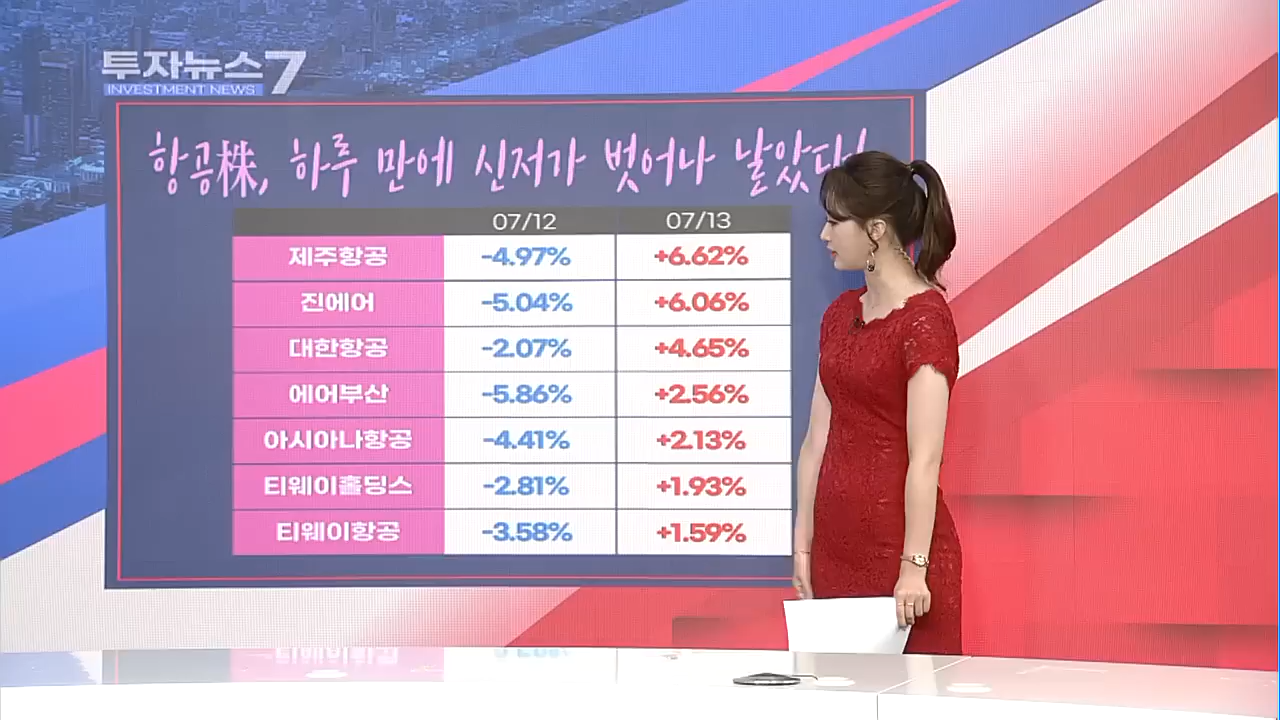 투자뉴스7
INVESTMENT NEWS
항공株, 하루 만에 신저가 벗어나 날았다!
07/12 07/13
제주항공 -4.97% +6.62%
진에어 -5.04% +6.06%
대한항공 -2.07% +4.65%
에어부산 -5.86% +2.56%
아시아나항공 -4.41% +2.13%
티웨이홀딩스 -2.81% +1.93%
티웨이항공 -3.58% +1.59%